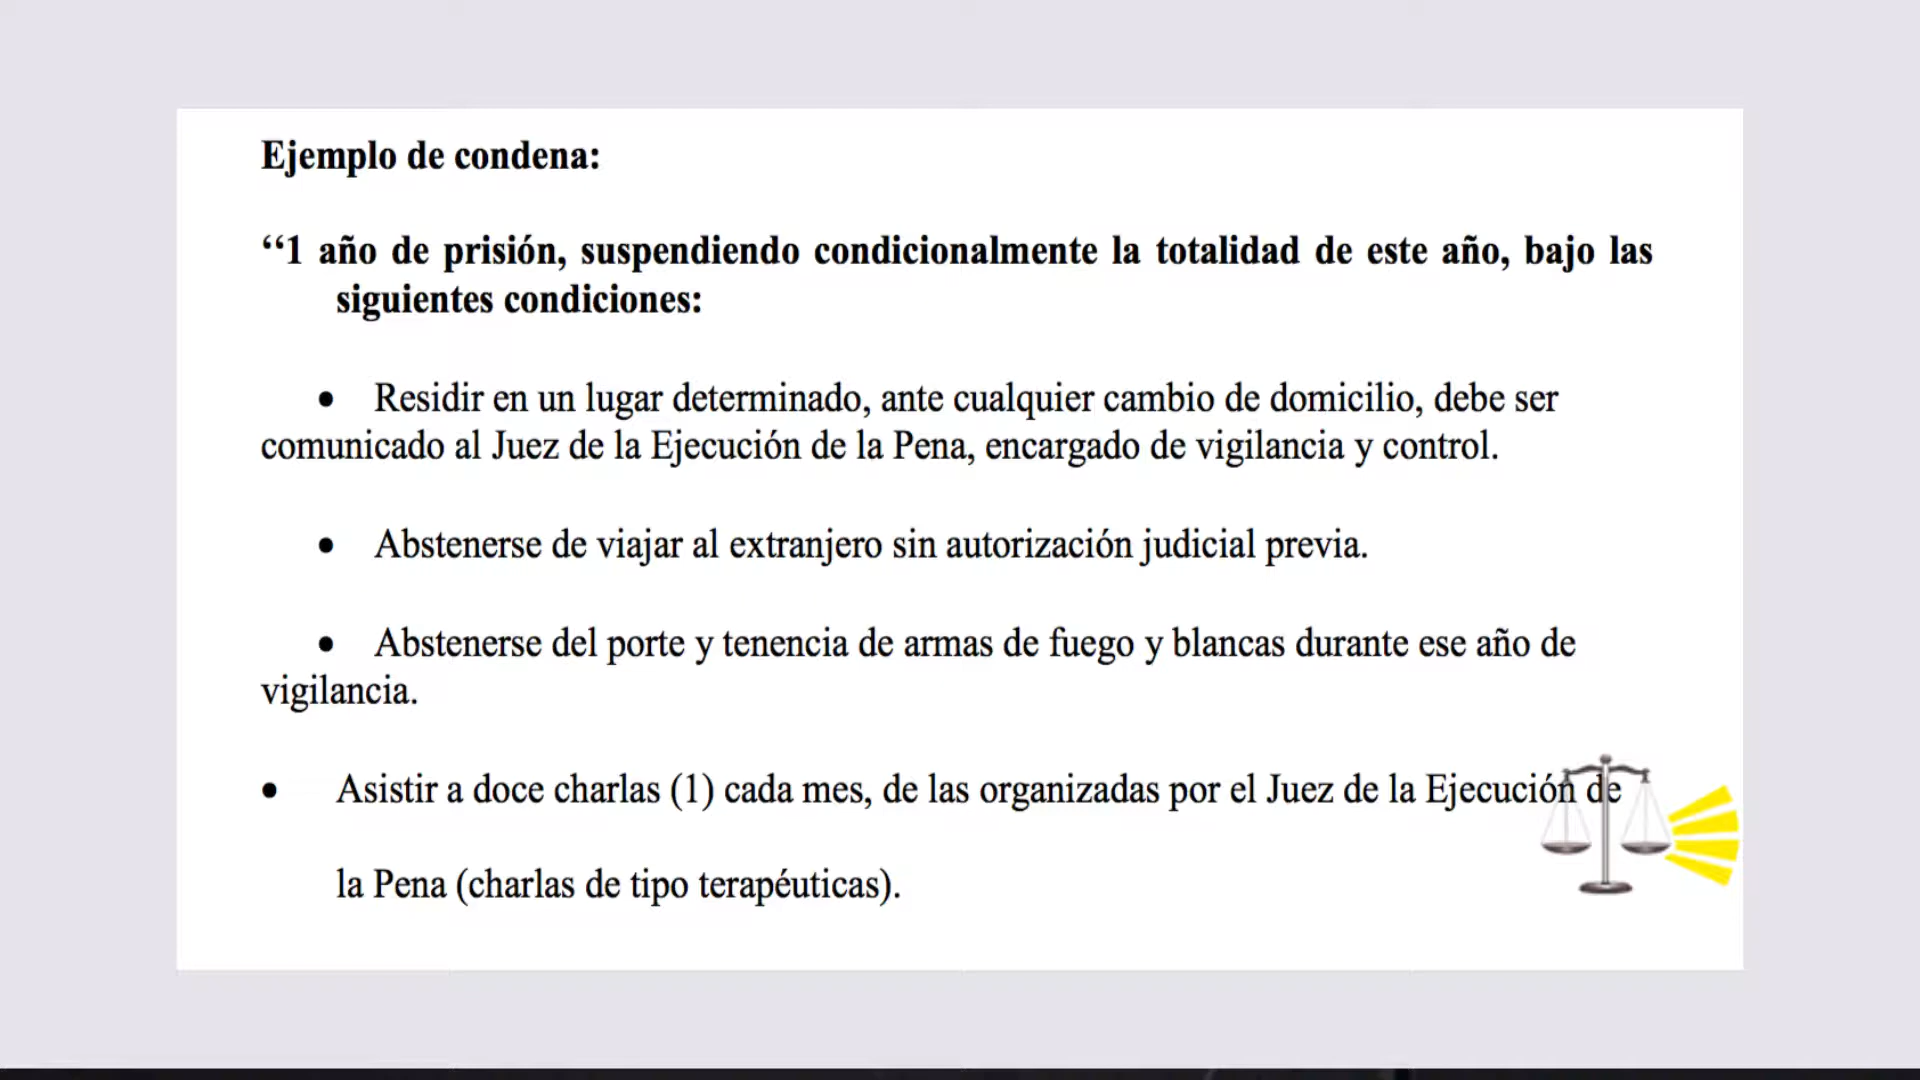 Ejemplo de condena:
“1 año de prisión, suspendiendo condicionalmente la totalidad de este año, bajo las
siguientes condiciones:
• Residir en un lugar determinado, ante cualquier cambio de domicilio, debe ser
comunicado al Juez de la Ejecución de la Pena, encargado de vigilancia y control.
• Abstenerse de viajar al extranjero sin autorización judicial previa.
• Abstenerse del porte y tenencia de armas de fuego y blancas durante ese año de
vigilancia.
• Asistir a doce charlas (1) cada mes, de las organizadas por el Juez de la Ejecución de
la Pena (charlas de tipo terapéuticas).